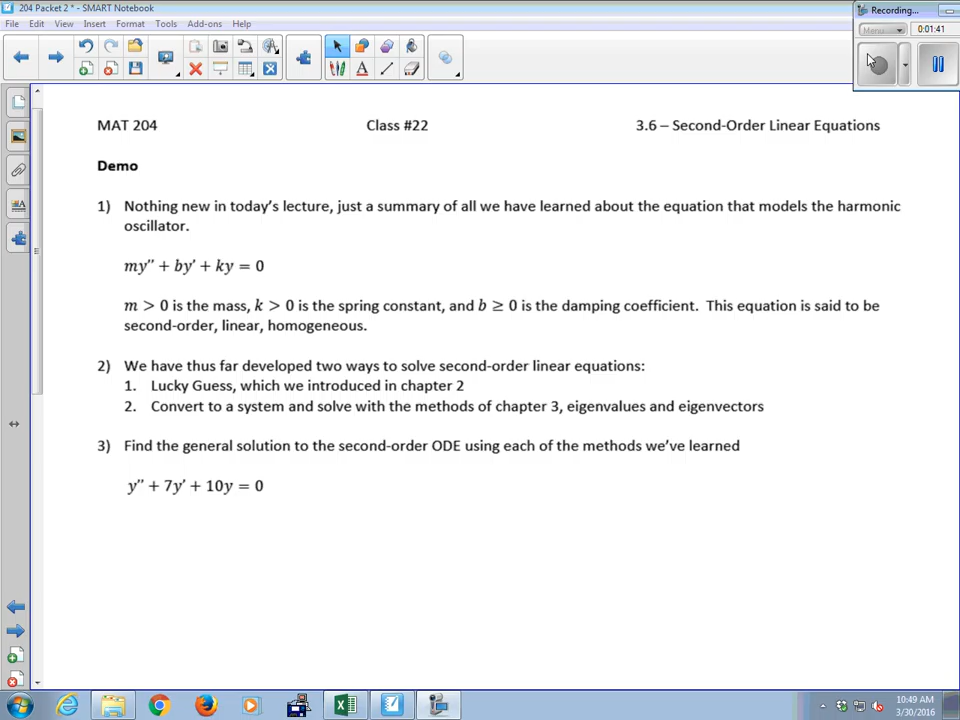 204 Packet 2 * - SMART Notebook
Recording...
File Edit View Insert Format Tools Add-ons Help
Menu
0:01:41
MAT 204 Class #22 3.6 – Second-Order Linear Equations
Demo
1) Nothing new in today's lecture, just a summary of all we have learned about the equation that models the harmonic
oscillator.
my″ + by′ + ky = 0
m > 0 is the mass, k > 0 is the spring constant, and b ≥ 0 is the damping coefficient. This equation is said to be
second-order, linear, homogeneous.
2) We have thus far developed two ways to solve second-order linear equations:
1. Lucky Guess, which we introduced in chapter 2
2. Convert to a system and solve with the methods of chapter 3, eigenvalues and eigenvectors
3) Find the general solution to the second-order ODE using each of the methods we've learned
y″ + 7y′ + 10y = 0
10:49 AM
3/30/2016